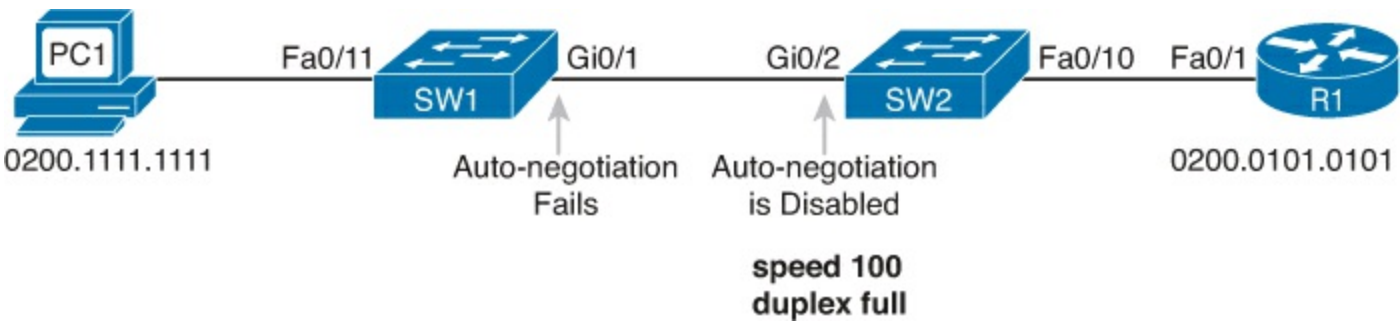 PC1
Fa0/11
SW1
Gi0/1
Gi0/2
SW2
Fa0/10
Fa0/1
R1
0200.1111.1111
0200.0101.0101
Auto-negotiation
Fails
Auto-negotiation
is Disabled
speed 100
duplex full